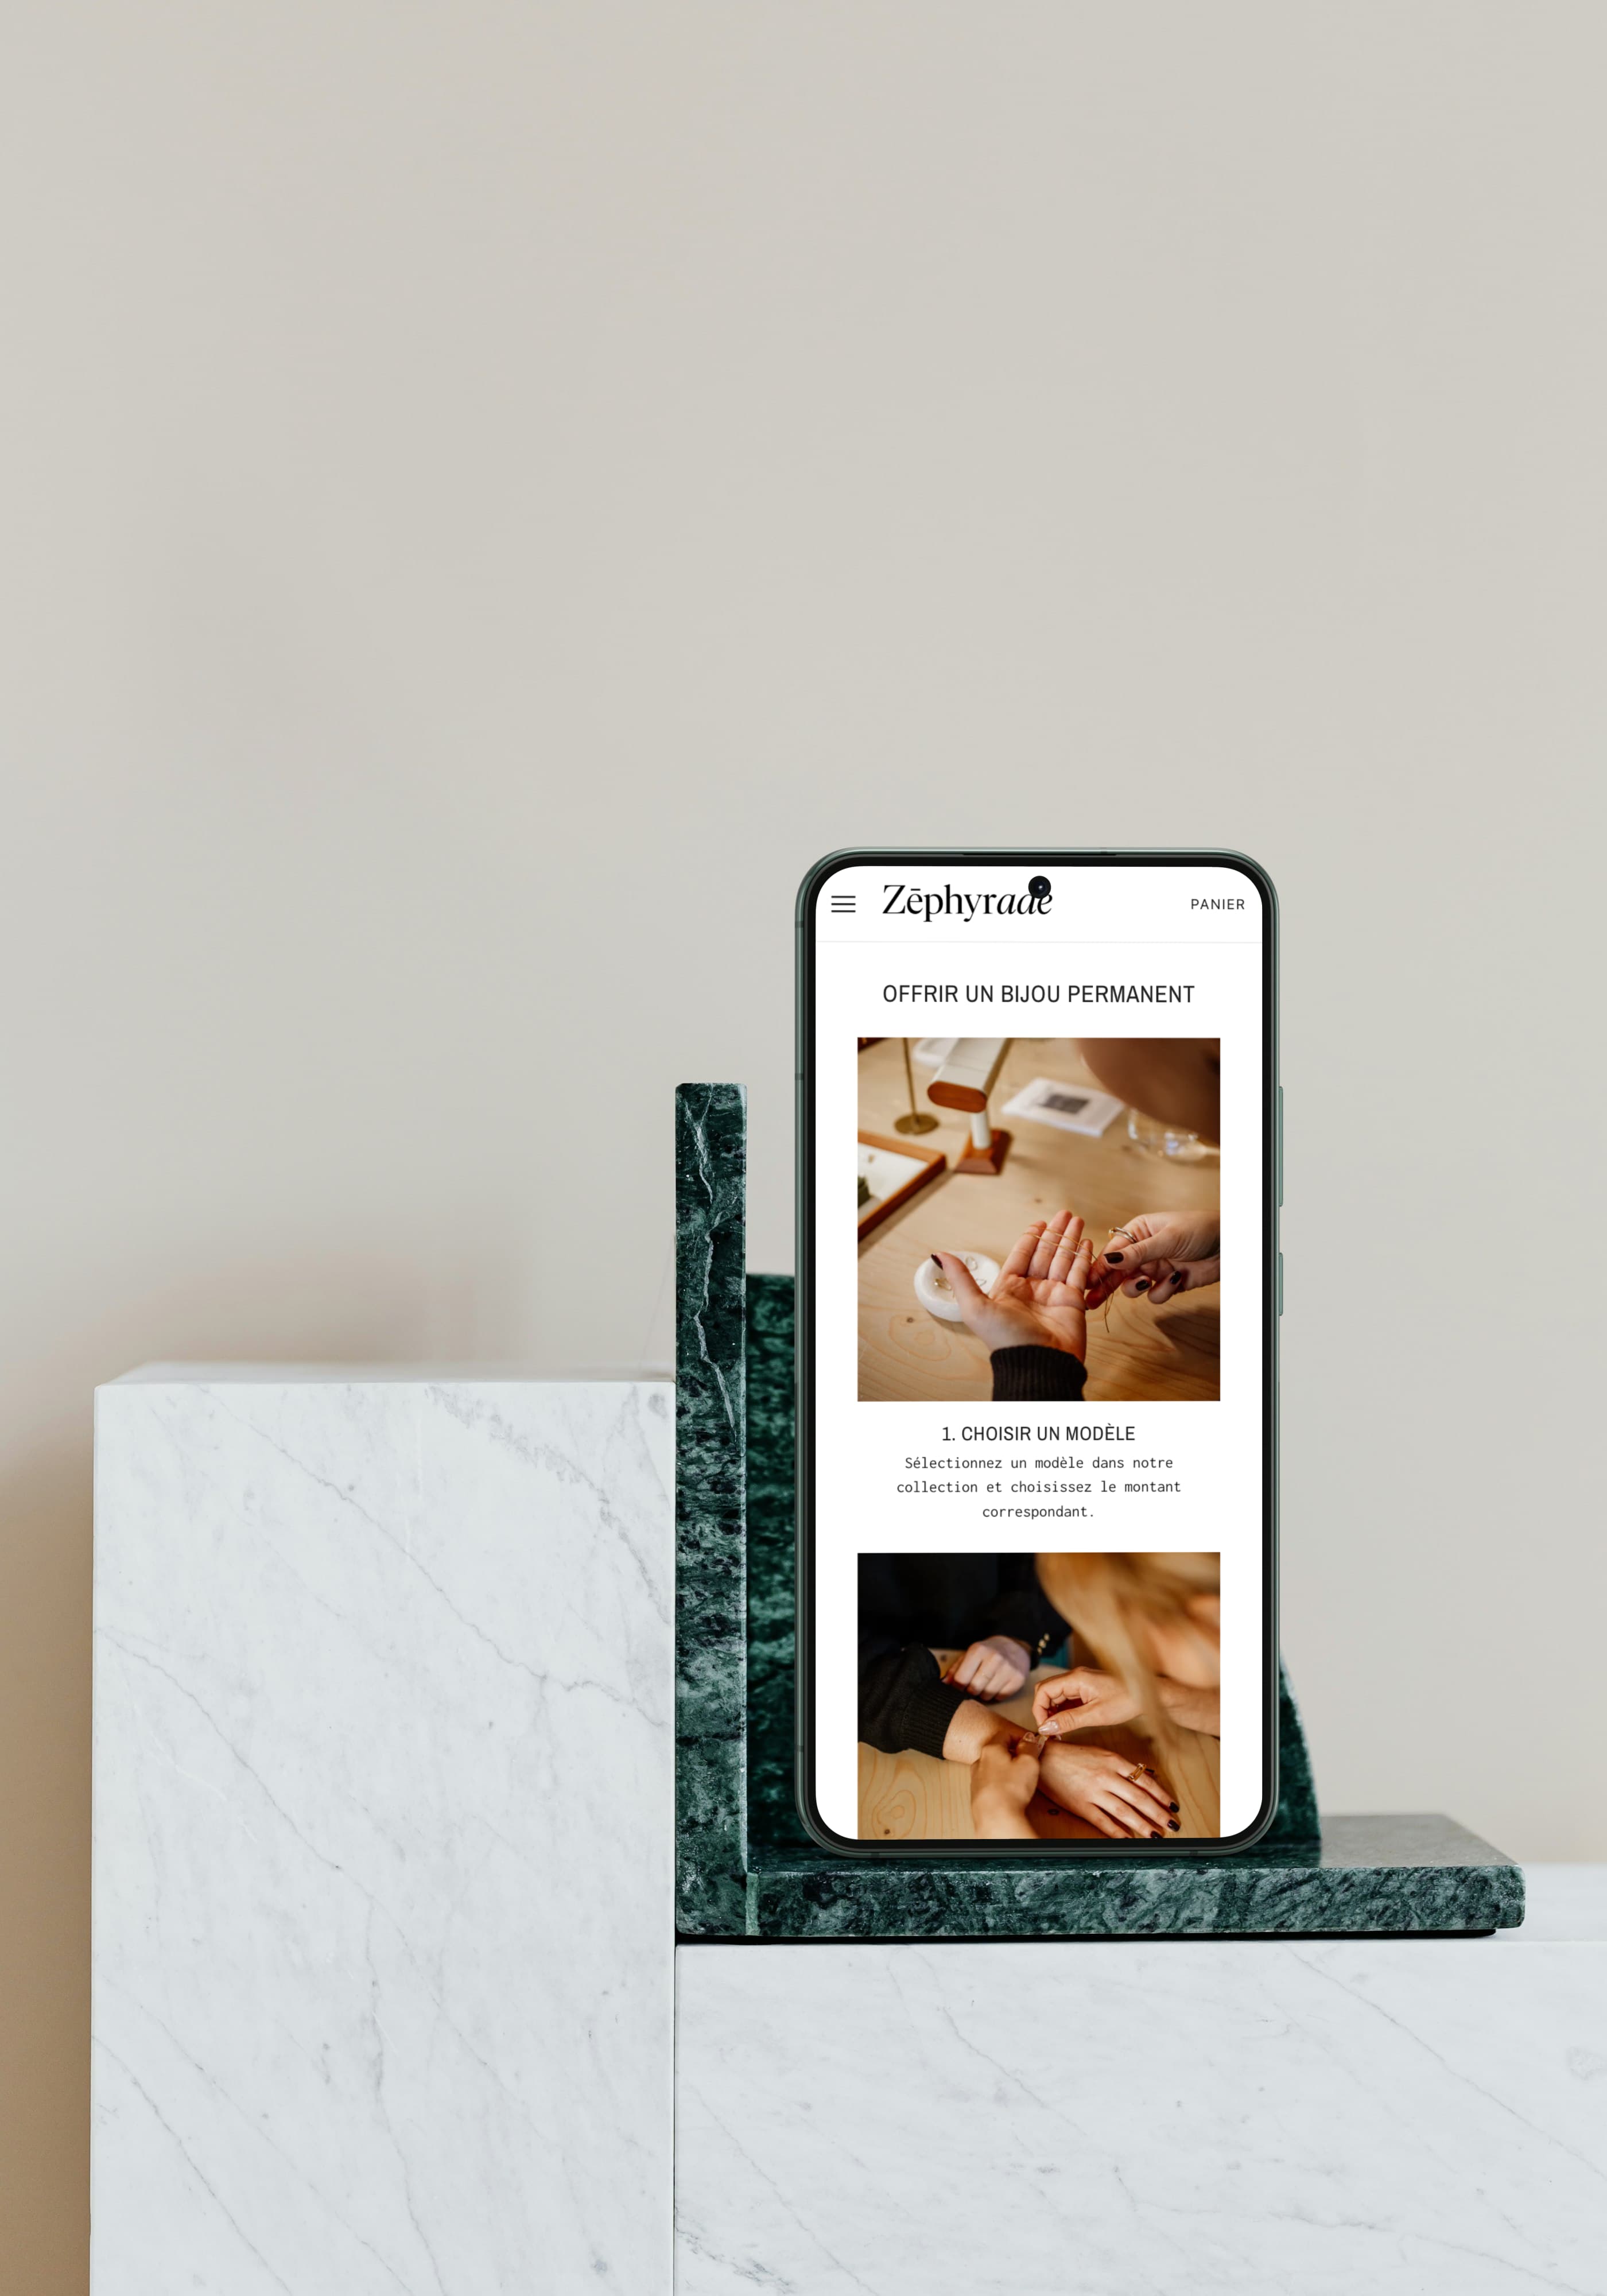 Zēphyrade
PANIER
OFFRIR UN BIJOU PERMANENT
1. CHOISIR UN MODÈLE
Sélectionnez un modèle dans notre
collection et choisissez le montant
correspondant.